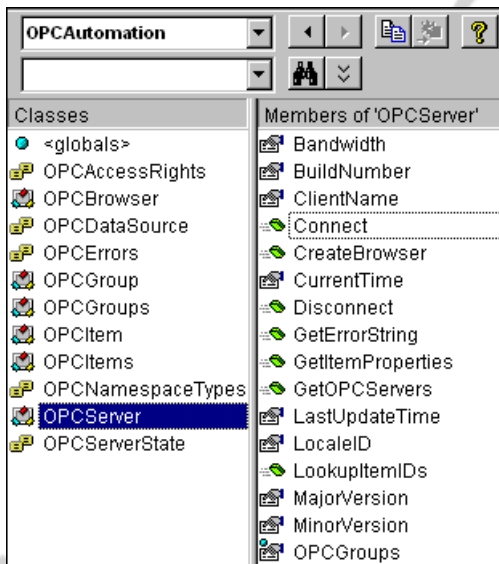 OPCAutomation
Classes
<globals>
OPCAccessRights
OPCBrowser
OPCDataSource
OPCErrors
OPCGroup
OPCGroups
OPCItem
OPCItems
OPCNamespaceTypes
OPCServer
OPCServerState
Members of 'OPCServer'
Bandwidth
BuildNumber
ClientName
Connect
CreateBrowser
CurrentTime
Disconnect
GetErrorString
GetItemProperties
GetOPCServers
LastUpdateTime
LocaleID
LookupItemIDs
MajorVersion
MinorVersion
OPCGroups